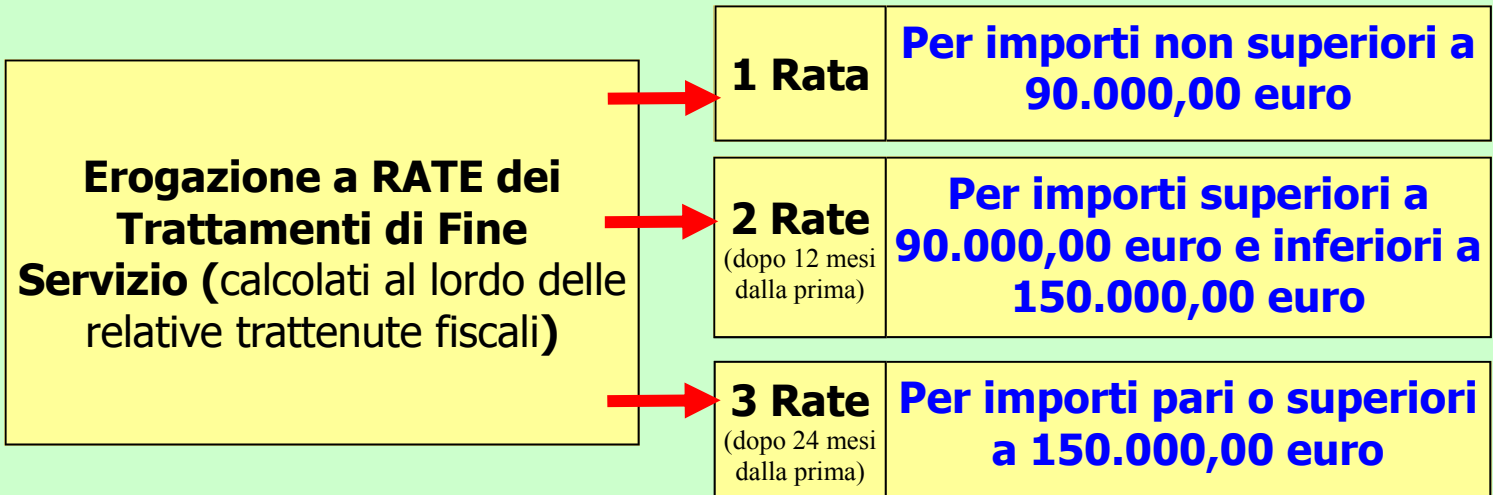 Erogazione a RATE dei
Trattamenti di Fine
Servizio (calcolati al lordo delle
relative trattenute fiscali)
1 Rata
Per importi non superiori a
90.000,00 euro
2 Rate
(dopo 12 mesi
dalla prima)
Per importi superiori a
90.000,00 euro e inferiori a
150.000,00 euro
3 Rate
(dopo 24 mesi
dalla prima)
Per importi pari o superiori
a 150.000,00 euro